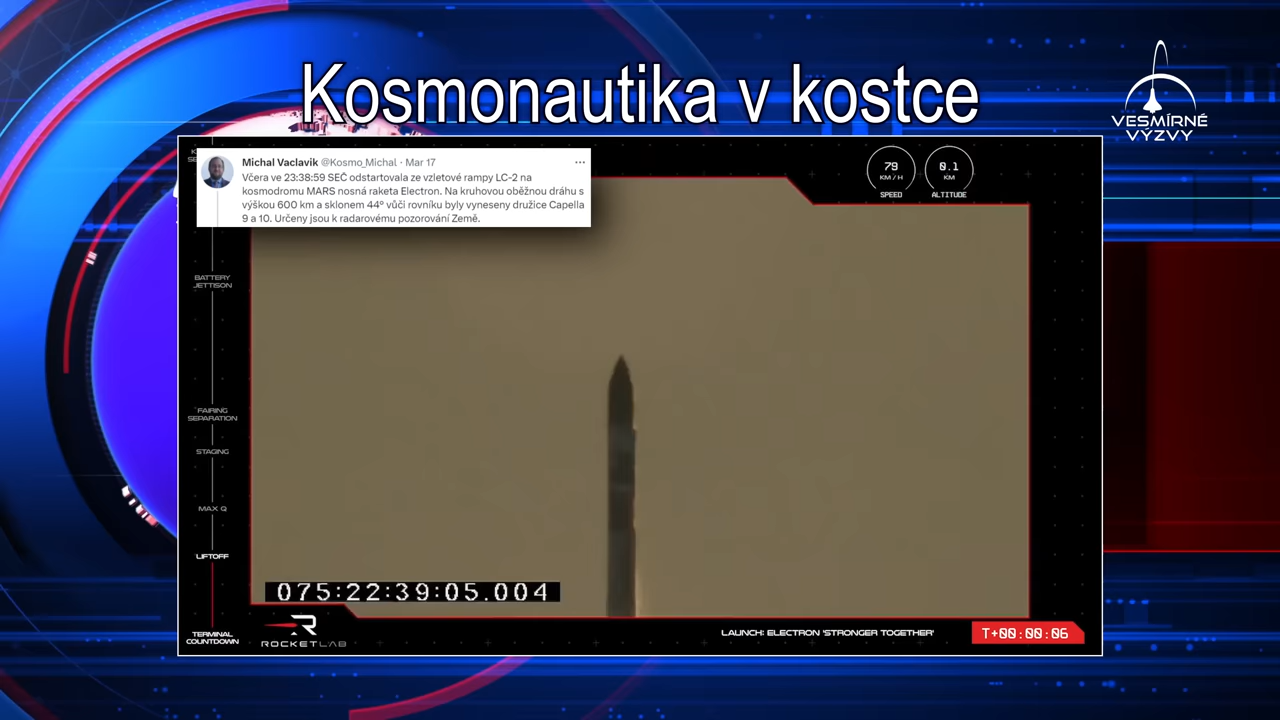 Kosmonautika v kostce
VESMÍRNÉ
VÝZVY
Michal Vaclavik @Kosmo_Michal · Mar 17
Včera ve 23:38:59 SEČ odstartovala ze vzletové rampy LC-2 na
kosmodromu MARS nosná raketa Electron. Na kruhovou oběžnou dráhu s
výškou 600 km a sklonem 44° vůči rovníku byly vyneseny družice Capella
9 a 10. Určeny jsou k radarovému pozorování Země.
79
KM/H
SPEED
0.1
KM
ALTITUDE
BATTERY
JETTISON
FAIRING
SEPARATION
STAGING
MAX Q
LIFTOFF
TERMINAL
COUNTDOWN
075:22:39:05.004
ROCKETLAB
LAUNCH: ELECTRON 'STRONGER TOGETHER'
T+00:00:06